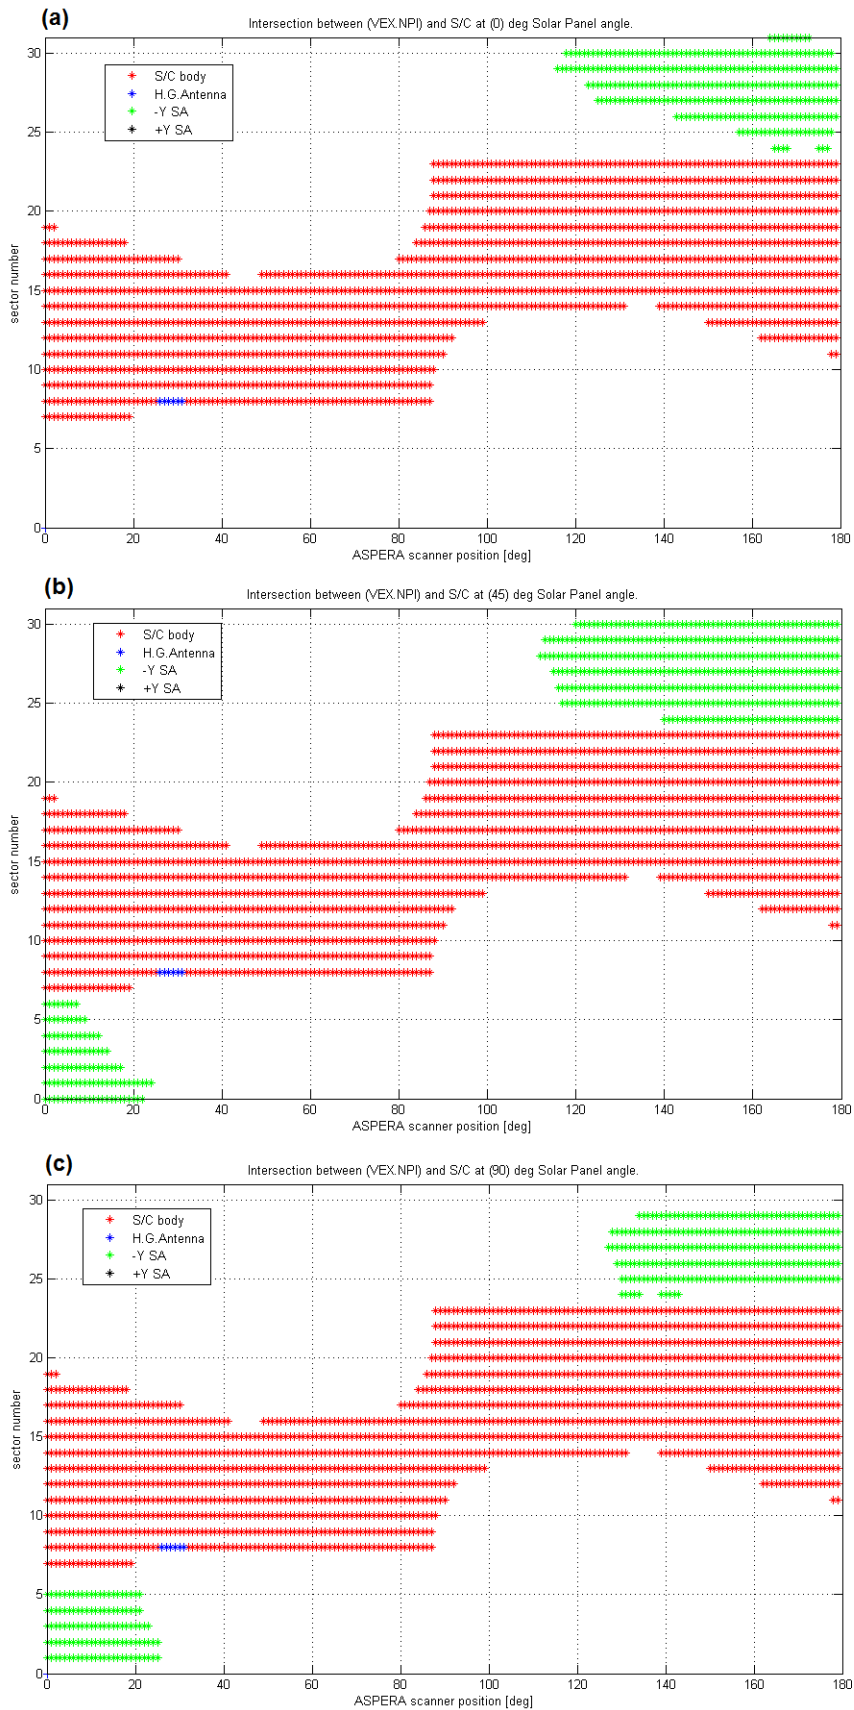 (a)
Intersection between (VEX.NPI) and S/C at (0) deg Solar Panel angle.
S/C body
H.G.Antenna
-Y SA
+Y SA
sector number
30
25
20
15
10
5
0
0 20 40 60 80 100 120 140 160 180
ASPERA scanner position [deg]
(b)
Intersection between (VEX.NPI) and S/C at (45) deg Solar Panel angle.
S/C body
H.G.Antenna
-Y SA
+Y SA
sector number
30
25
20
15
10
5
0
0 20 40 60 80 100 120 140 160 180
ASPERA scanner position [deg]
(c)
Intersection between (VEX.NPI) and S/C at (90) deg Solar Panel angle.
S/C body
H.G.Antenna
-Y SA
+Y SA
sector number
30
25
20
15
10
5
0
0 20 40 60 80 100 120 140 160 180
ASPERA scanner position [deg]